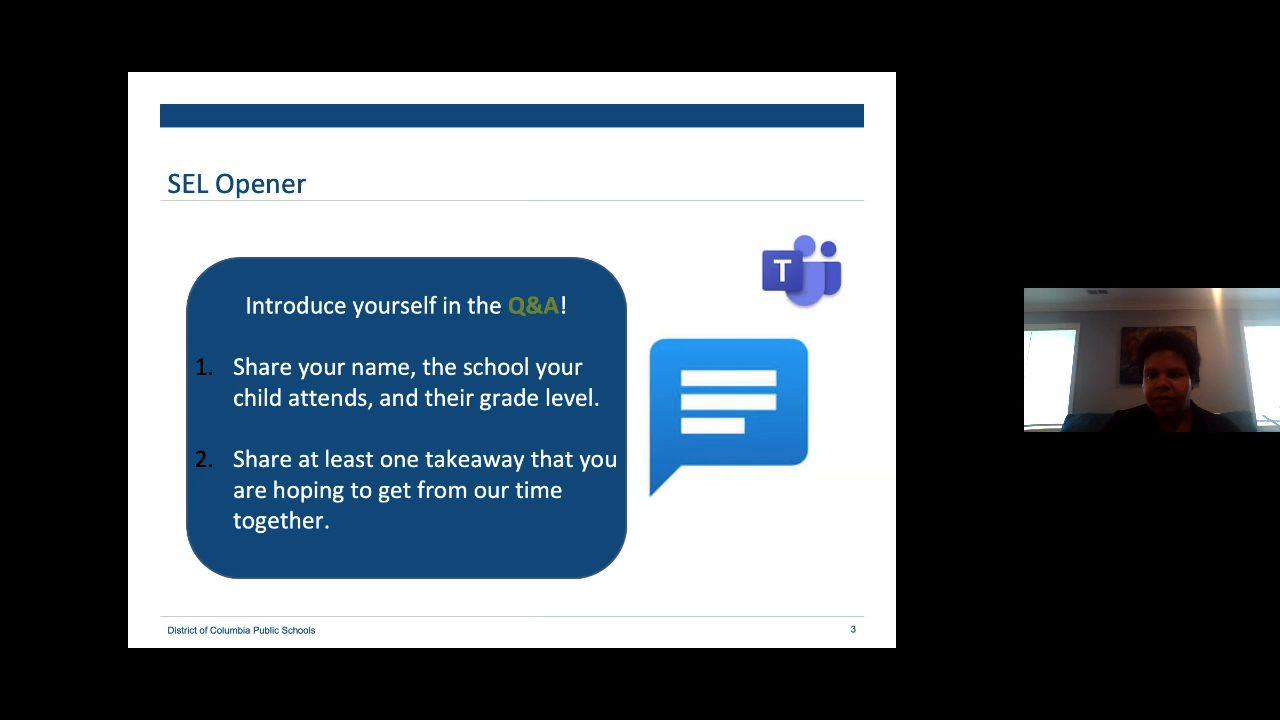 SEL Opener
T
Introduce yourself in the Q&A!
1. Share your name, the school your
child attends, and their grade level.
2. Share at least one takeaway that you
are hoping to get from our time
together.
District of Columbia Public Schools
3